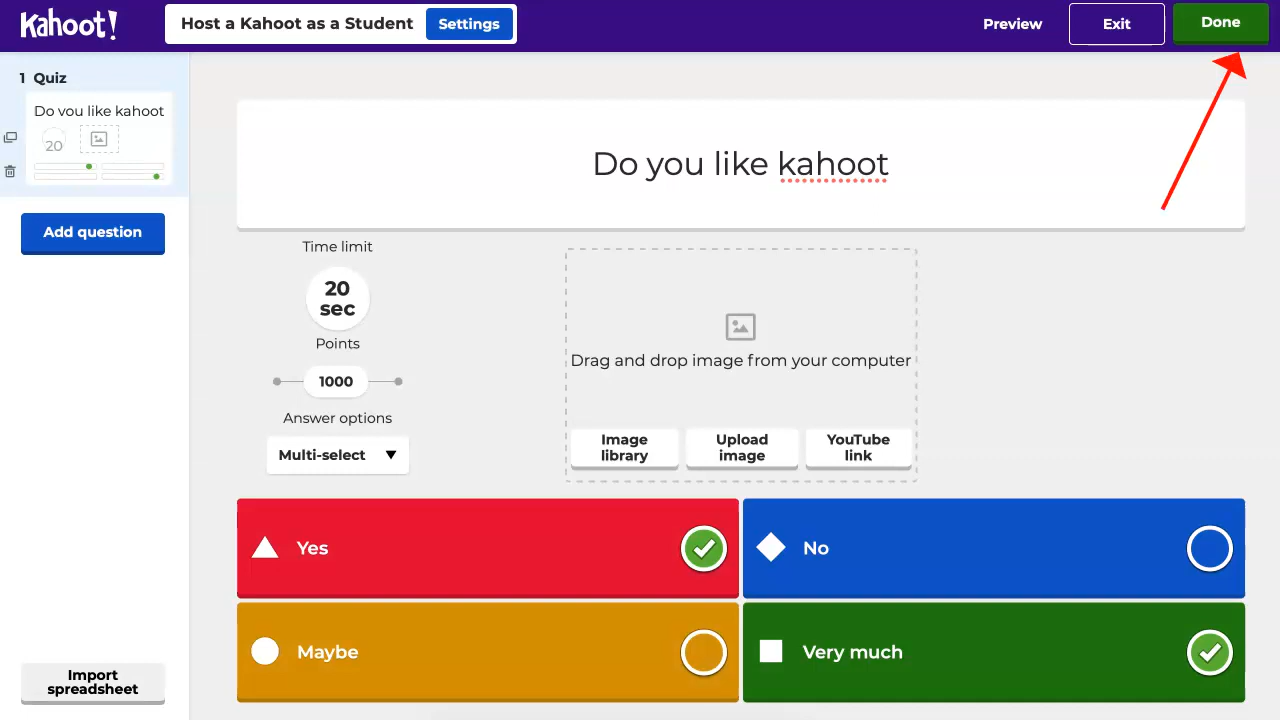 Kahoot!
Host a Kahoot as a Student
Settings
Preview
Exit
Done
1 Quiz
Do you like kahoot
20
Add question
Import
spreadsheet
Do you like kahoot
Time limit
20
sec
Points
1000
Answer options
Multi-select
Drag and drop image from your computer
Image
library
Upload
image
YouTube
link
Yes
No
Maybe
Very much